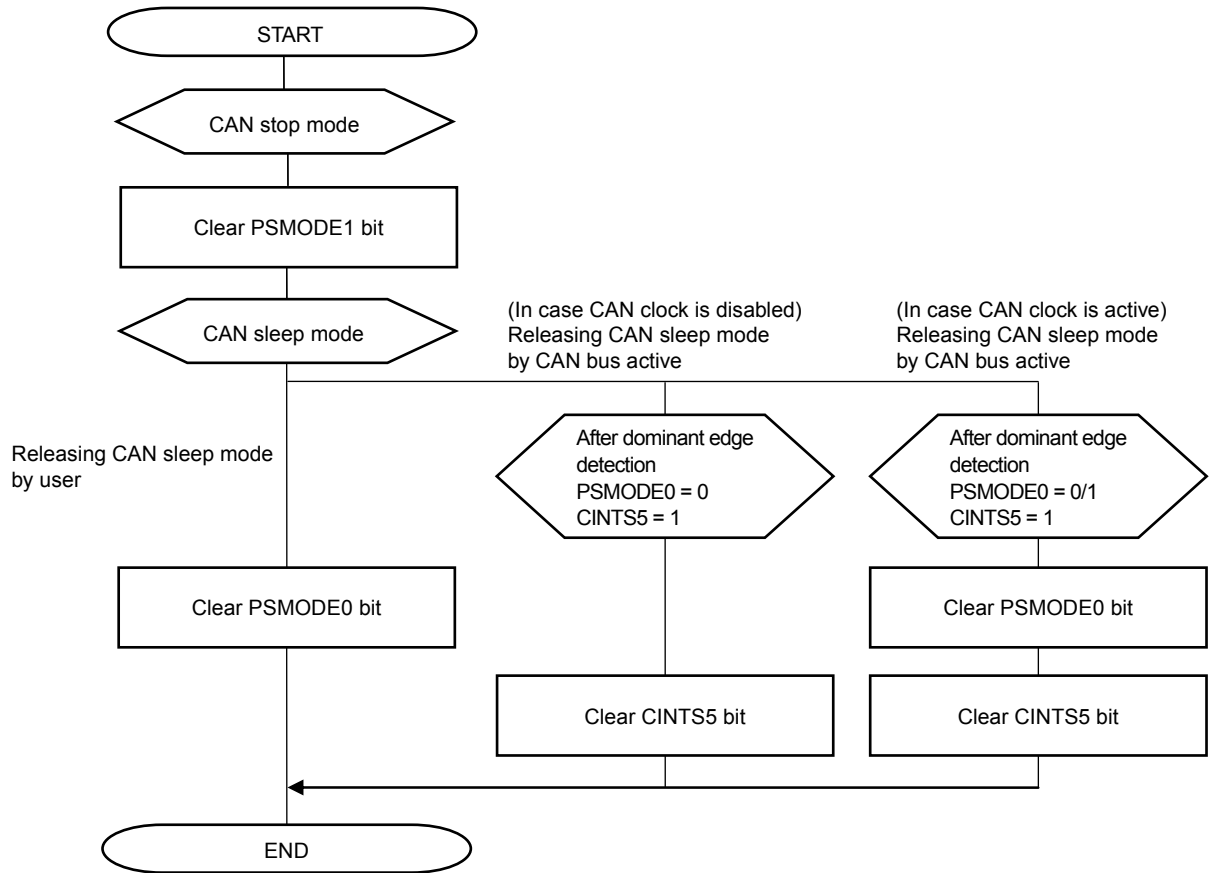 START
CAN stop mode
Clear PSMODE1 bit
CAN sleep mode
(In case CAN clock is disabled)
Releasing CAN sleep mode
by CAN bus active
(In case CAN clock is active)
Releasing CAN sleep mode
by CAN bus active
Releasing CAN sleep mode
by user
After dominant edge
detection
PSMODE0 = 0
CINTS5 = 1
After dominant edge
detection
PSMODE0 = 0/1
CINTS5 = 1
Clear PSMODE0 bit
Clear PSMODE0 bit
Clear CINTS5 bit
Clear CINTS5 bit
END